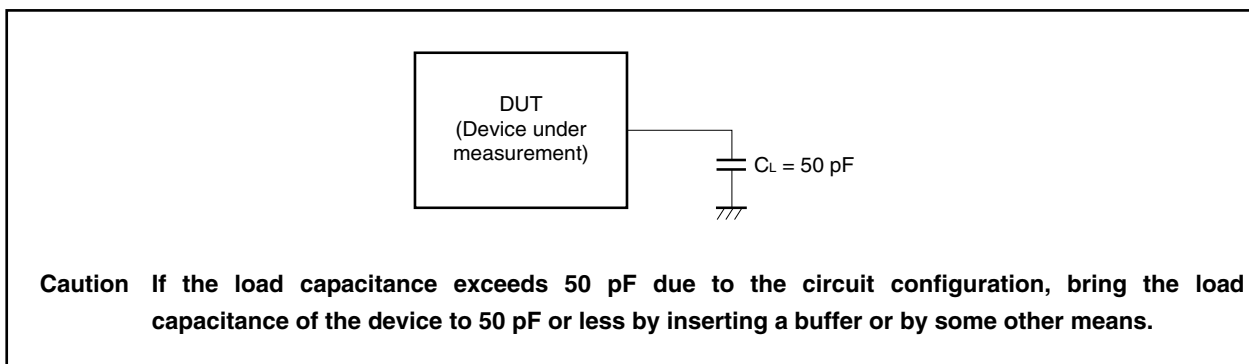 DUT
(Device under
measurement)
CL = 50 pF
Caution If the load capacitance exceeds 50 pF due to the circuit configuration, bring the load
capacitance of the device to 50 pF or less by inserting a buffer or by some other means.